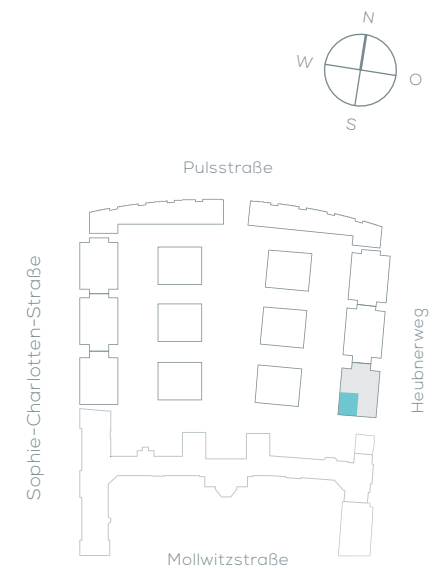 N
W
O
S
Pulsstraße
Sophie-Charlotten-Straße
Heubnerweg
Mollwitzstraße